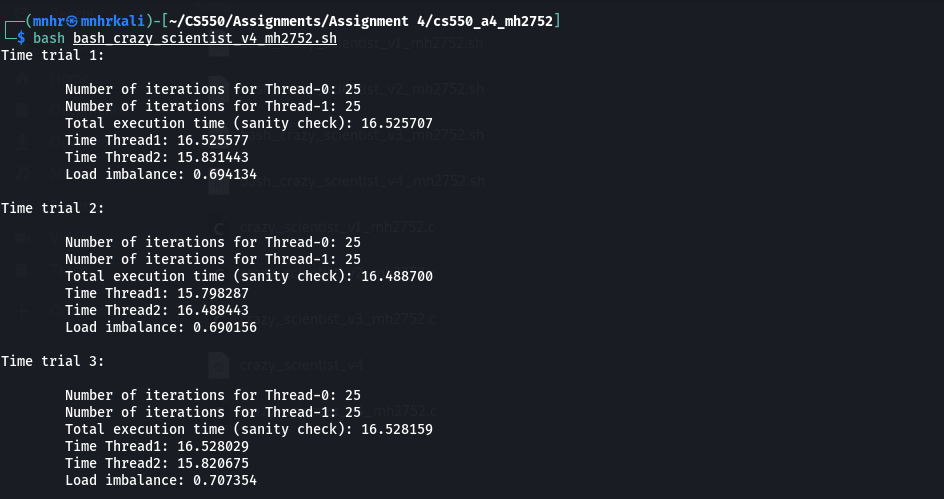 ┌──(mnhr㉿mnhrkali)-[~/CS550/Assignments/Assignment 4/cs550_a4_mh2752]
└─$ bash bash_crazy_scientist_v4_mh2752.sh
Time trial 1:
Number of iterations for Thread-0: 25
Number of iterations for Thread-1: 25
Total execution time (sanity check): 16.525707
Time Thread1: 16.525577
Time Thread2: 15.831443
Load imbalance: 0.694134
Time trial 2:
Number of iterations for Thread-0: 25
Number of iterations for Thread-1: 25
Total execution time (sanity check): 16.488700
Time Thread1: 15.798287
Time Thread2: 16.488443
Load imbalance: 0.690156
Time trial 3:
Number of iterations for Thread-0: 25
Number of iterations for Thread-1: 25
Total execution time (sanity check): 16.528159
Time Thread1: 16.528029
Time Thread2: 15.820675
Load imbalance: 0.707354